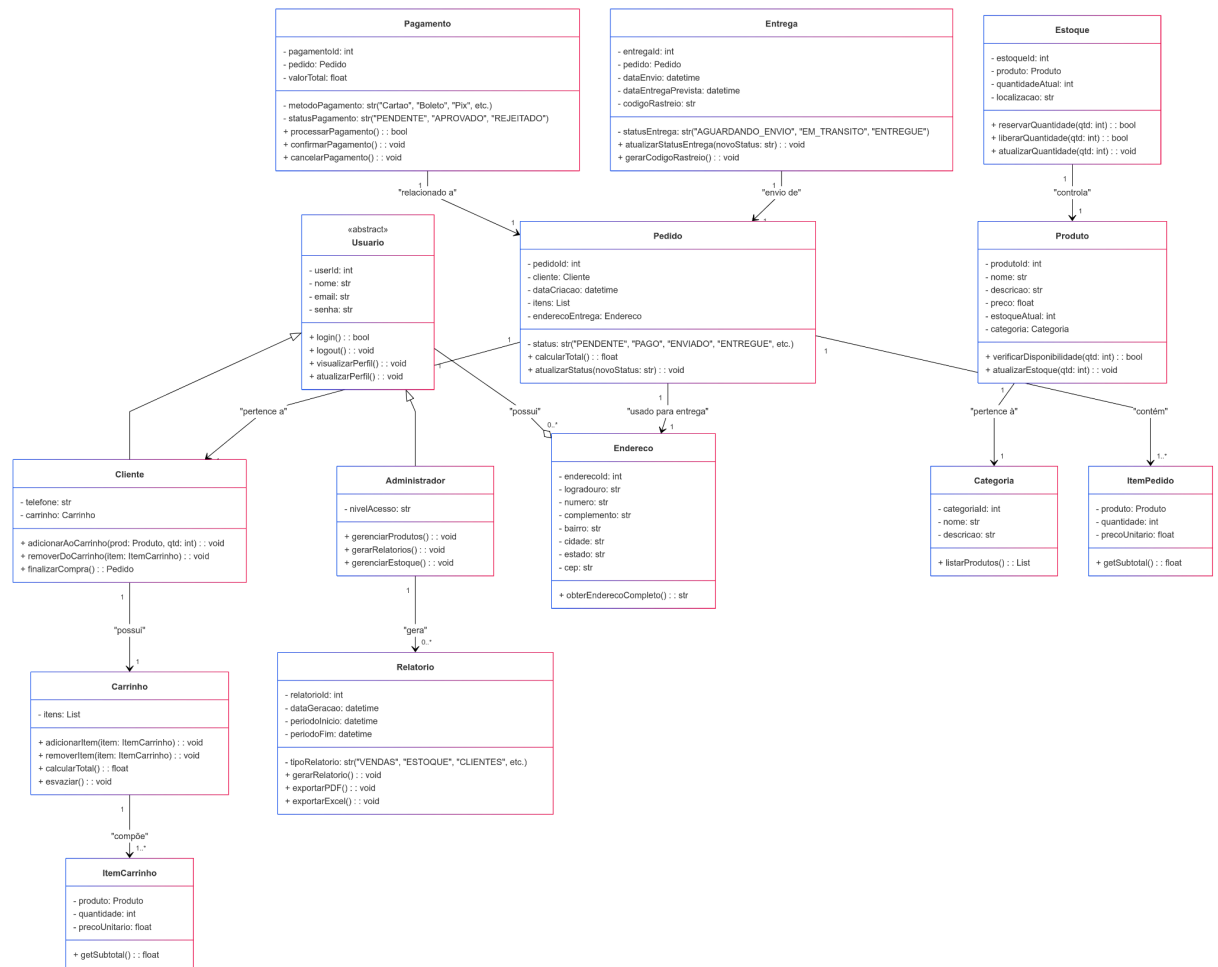 Pagamento
- pagamentoId: int
- pedido: Pedido
- valorTotal: float
- metodoPagamento: str("Cartao", "Boleto", "Pix", etc.)
- statusPagamento: str("PENDENTE", "APROVADO", "REJEITADO")
+ processarPagamento() : : bool
+ confirmarPagamento() : : void
+ cancelarPagamento() : : void
Entrega
- entregaId: int
- pedido: Pedido
- dataEnvio: datetime
- dataEntregaPrevista: datetime
- codigoRastreio: str
- statusEntrega: str("AGUARDANDO_ENVIO", "EM_TRANSITO", "ENTREGUE")
+ atualizarStatusEntrega(novoStatus: str) : : void
+ gerarCodigoRastreio() : : void
Estoque
- estoqueId: int
- produto: Produto
- quantidadeAtual: int
- localizacao: str
+ reservarQuantidade(qtd: int) : : bool
+ liberarQuantidade(qtd: int) : : bool
+ atualizarQuantidade(qtd: int) : : void
1
"relacionado a"
1
1
"envio de"
1
1
"controla"
1
«abstract»
Usuario
- userId: int
- nome: str
- email: str
- senha: str
+ login() : : bool
+ logout() : : void
+ visualizarPerfil() : : void
+ atualizarPerfil() : : void
Pedido
- pedidoId: int
- cliente: Cliente
- dataCriacao: datetime
- itens: List
- enderecoEntrega: Endereco
- status: str("PENDENTE", "PAGO", "ENVIADO", "ENTREGUE", etc.)
+ calcularTotal() : : float
+ atualizarStatus(novoStatus: str) : : void
Produto
- produtoId: int
- nome: str
- descricao: str
- preco: float
- estoqueAtual: int
- categoria: Categoria
+ verificarDisponibilidade(qtd: int) : : bool
+ atualizarEstoque(qtd: int) : : void
1
1
1
1
1
"pertence a"
"possui"
0..*
"usado para entrega"
1
"pertence à"
1
"contém"
1..*
Cliente
- telefone: str
- carrinho: Carrinho
+ adicionarAoCarrinho(prod: Produto, qtd: int) : : void
+ removerDoCarrinho(item: ItemCarrinho) : : void
+ finalizarCompra() : : Pedido
Administrador
- nivelAcesso: str
+ gerenciarProdutos() : : void
+ gerarRelatorios() : : void
+ gerenciarEstoque() : : void
Endereco
- enderecoId: int
- logradouro: str
- numero: str
- complemento: str
- bairro: str
- cidade: str
- estado: str
- cep: str
+ obterEnderecoCompleto() : : str
Categoria
- categoriaId: int
- nome: str
- descricao: str
+ listarProdutos() : : List
ItemPedido
- produto: Produto
- quantidade: int
- precoUnitario: float
+ getSubtotal() : : float
1
"possui"
1
1
"gera"
0..*
Carrinho
- itens: List
+ adicionarItem(item: ItemCarrinho) : : void
+ removerItem(item: ItemCarrinho) : : void
+ calcularTotal() : : float
+ esvaziar() : : void
Relatorio
- relatorioId: int
- dataGeracao: datetime
- periodoInicio: datetime
- periodoFim: datetime
- tipoRelatorio: str("VENDAS", "ESTOQUE", "CLIENTES", etc.)
+ gerarRelatorio() : : void
+ exportarPDF() : : void
+ exportarExcel() : : void
1
"compõe"
1..*
ItemCarrinho
- produto: Produto
- quantidade: int
- precoUnitario: float
+ getSubtotal() : : float